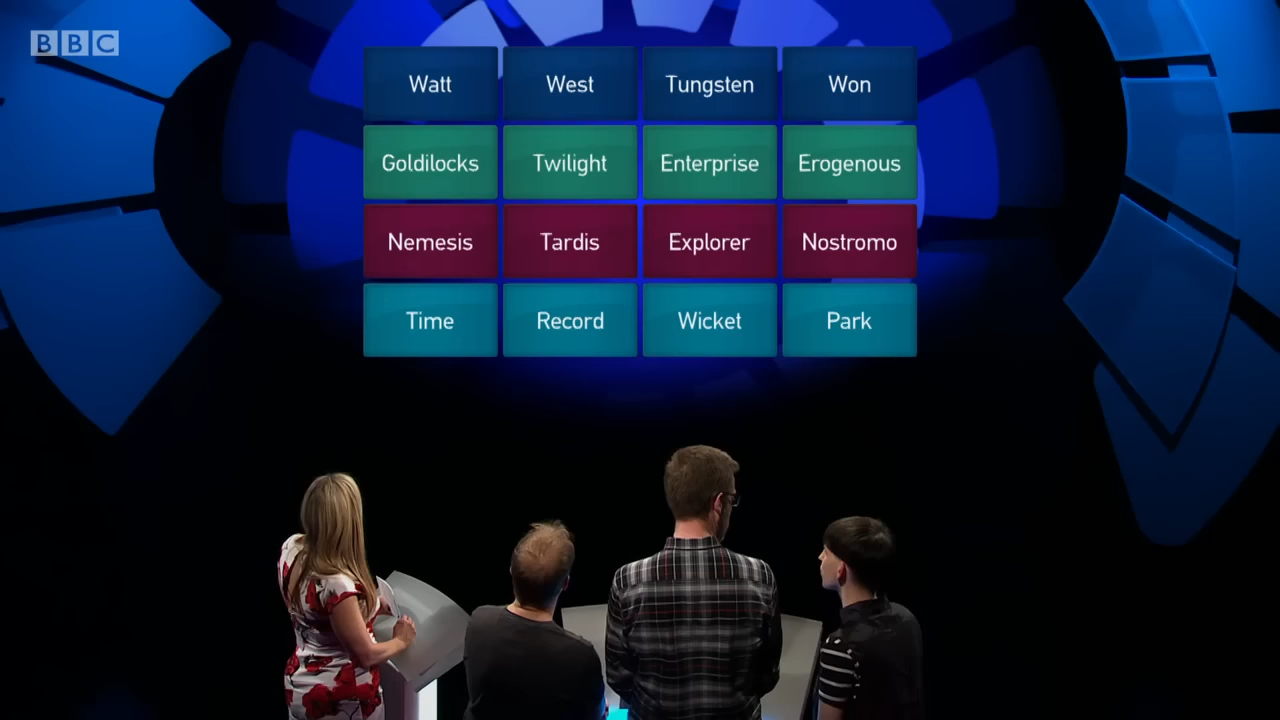 BBC
Watt West Tungsten Won
Goldilocks Twilight Enterprise Erogenous
Nemesis Tardis Explorer Nostromo
Time Record Wicket Park